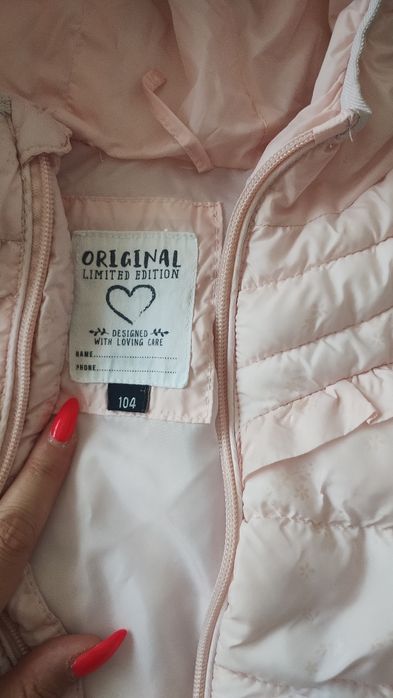 ORIGINAL
LIMITED EDITION
DESIGNED
WITH LOVING CARE
NAME..................
PHONE..................
104